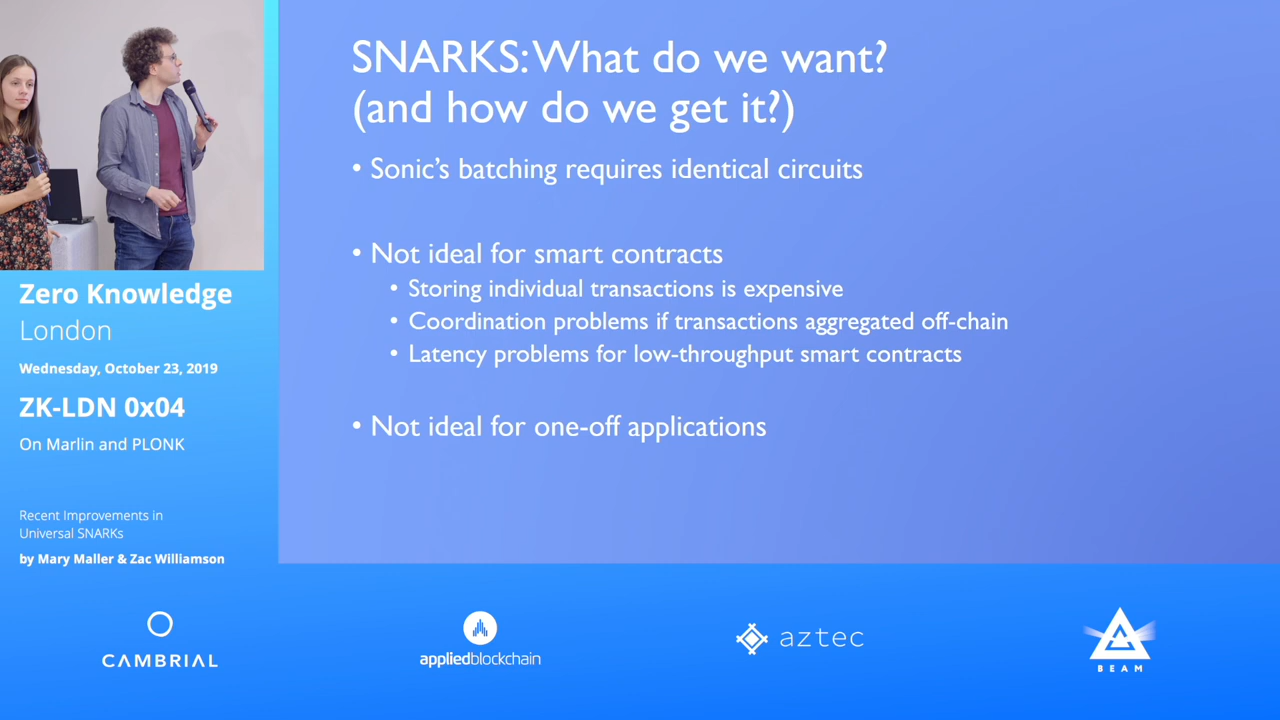 SNARKS: What do we want?
(and how do we get it?)
• Sonic's batching requires identical circuits
• Not ideal for smart contracts
• Storing individual transactions is expensive
• Coordination problems if transactions aggregated off-chain
• Latency problems for low-throughput smart contracts
• Not ideal for one-off applications
Zero Knowledge
London
Wednesday, October 23, 2019
ZK-LDN 0x04
On Marlin and PLONK
Recent Improvements in
Universal SNARKs
by Mary Maller & Zac Williamson
CAMBRIAL
appliedblockchain
aztec
BEAM